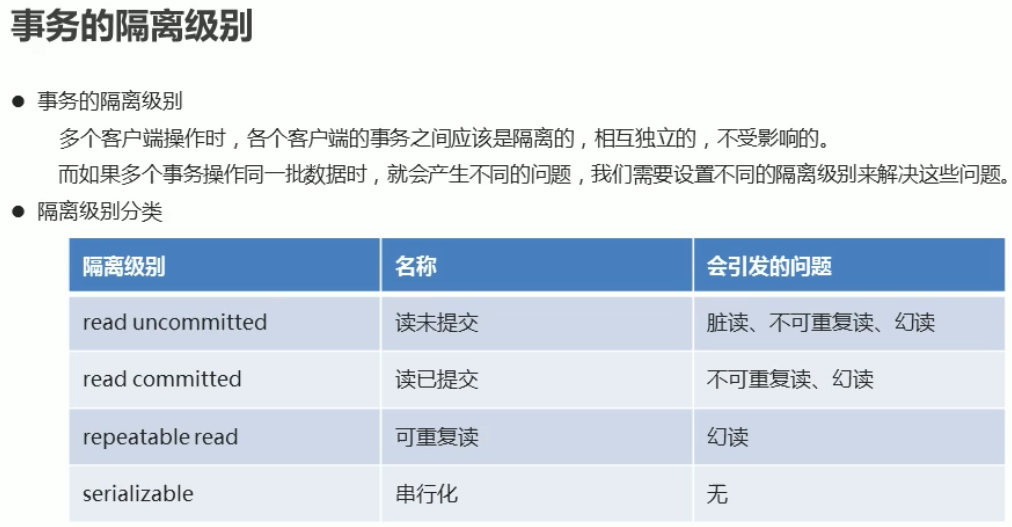 事务的隔离级别
● 事务的隔离级别
多个客户端操作时，各个客户端的事务之间应该是隔离的，相互独立的，不受影响的。
而如果多个事务操作同一批数据时，就会产生不同的问题，我们需要设置不同的隔离级别来解决这些问题。
● 隔离级别分类
隔离级别 名称 会引发的问题
read uncommitted 读未提交 脏读、不可重复读、幻读
read committed 读已提交 不可重复读、幻读
repeatable read 可重复读 幻读
serializable 串行化 无